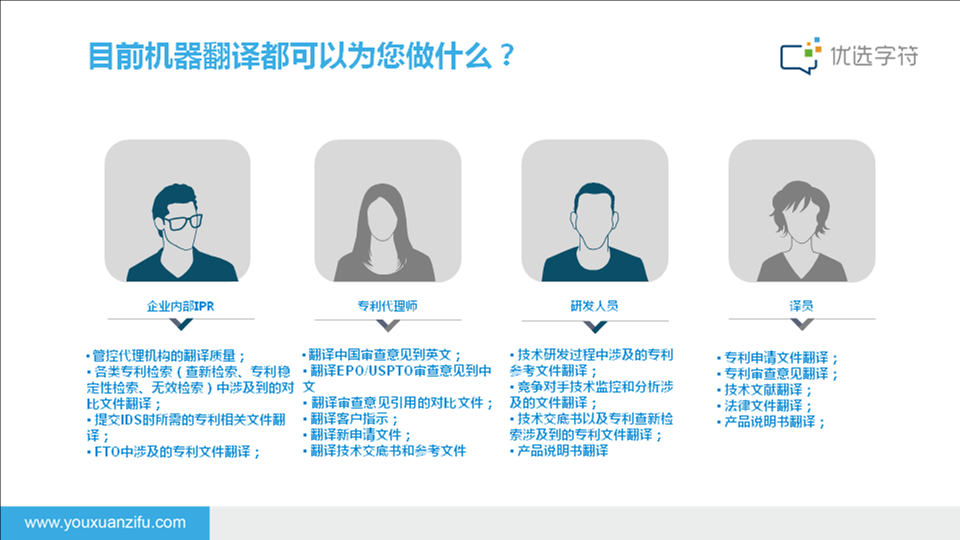 目前机器翻译都可以为您做什么？
优选字符
企业内部IPR
▪ 管控代理机构的翻译质量；
▪ 各类专利检索（查新检索、专利稳
定性检索、无效检索）中涉及到的对
比文件翻译；
▪ 提交IDS时所需的专利相关文件翻
译；
▪ FTO中涉及的专利文件翻译；
专利代理师
▪ 翻译中国审查意见到英文；
▪ 翻译EPO/USPTO审查意见到中
文
▪ 翻译审查意见引用的对比文件；
▪ 翻译客户指示；
▪ 翻译新申请文件；
▪ 翻译技术交底书和参考文件
研发人员
▪ 技术研发过程中涉及的专利
参考文件翻译；
▪ 竞争对手技术监控和分析涉
及的文件翻译；
▪ 技术交底书以及专利查新检
索涉及到的专利文件翻译；
▪ 产品说明书翻译
译员
▪ 专利申请文件翻译；
▪ 专利审查意见翻译；
▪ 技术文献翻译；
▪ 法律文件翻译；
▪ 产品说明书翻译；
www.youxuanzifu.com